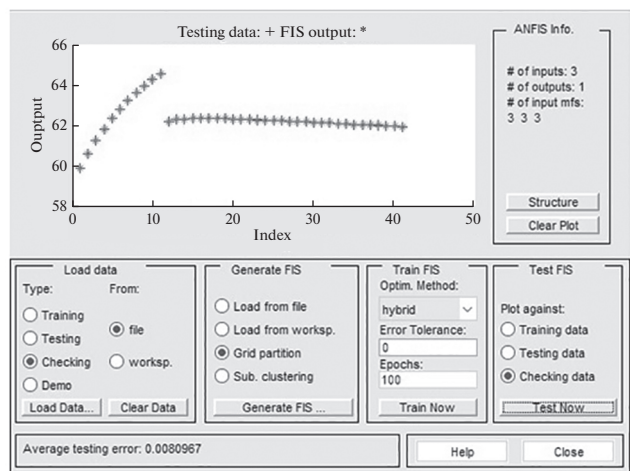 Testing data: + FIS output: *
66
64
62
60
58
Ouptput
0
10
20
30
40
50
Index
ANFIS Info.
# of inputs: 3
# of outputs: 1
# of input mfs:
3 3 3
Structure
Clear Plot
Load data
Type:
From:
Training
Testing
Checking
Demo
file
worksp.
Load Data...
Clear Data
Generate FIS
Load from file
Load from worksp.
Grid partition
Sub. clustering
Generate FIS ...
Train FIS
Optim. Method:
hybrid
Error Tolerance:
0
Epochs:
100
Train Now
Test FIS
Plot against:
Training data
Testing data
Checking data
Test Now
Average testing error: 0.0080967
Help
Close